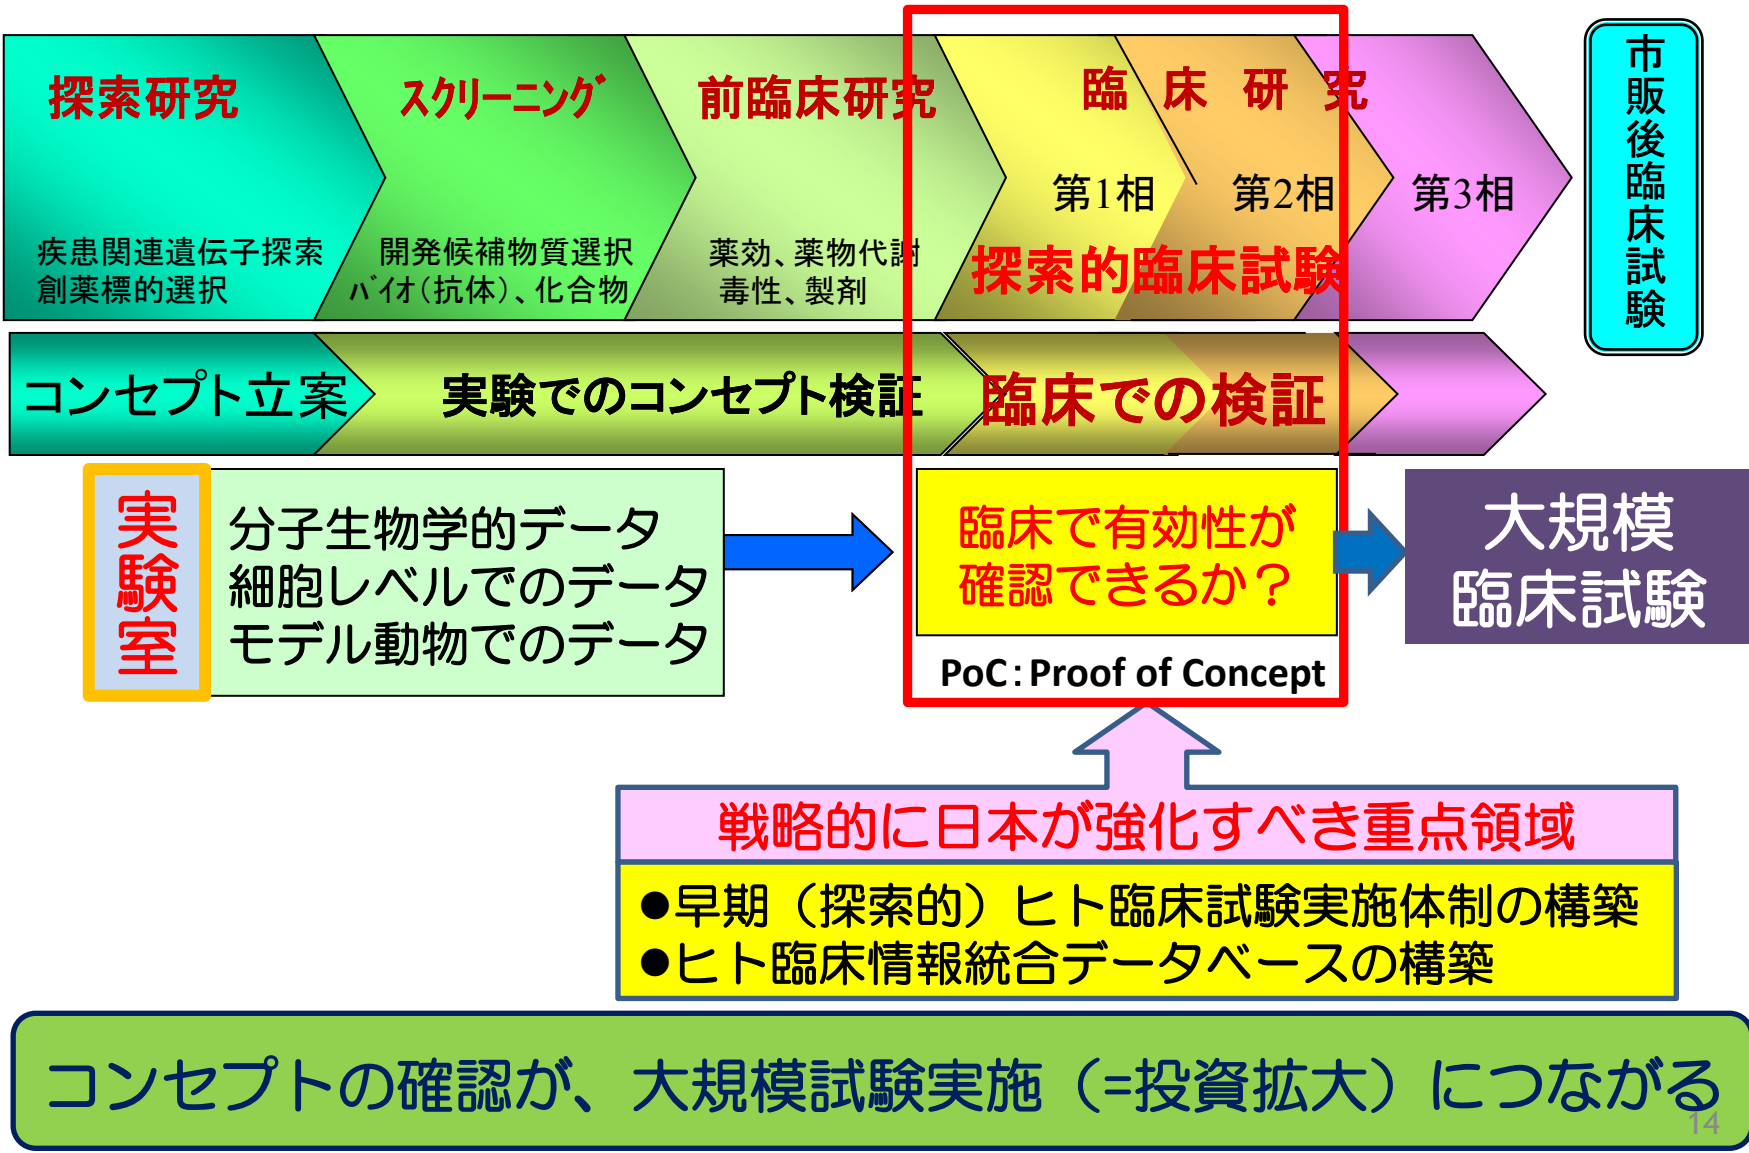 探索研究
スクリーニング
前臨床研究
臨 床 研 究
市販後臨床試験
第1相
第2相
第3相
疾患関連遺伝子探索
創薬標的選択
開発候補物質選択
バイオ(抗体)、化合物
薬効、薬物代謝
毒性、製剤
探索的臨床試験
コンセプト立案
実験でのコンセプト検証
臨床での検証
実験室
分子生物学的データ
細胞レベルでのデータ
モデル動物でのデータ
臨床で有効性が
確認できるか？
PoC：Proof of Concept
大規模
臨床試験
戦略的に日本が強化すべき重点領域
●早期（探索的）ヒト臨床試験実施体制の構築
●ヒト臨床情報統合データベースの構築
コンセプトの確認が、大規模試験実施（=投資拡大）につながる
14